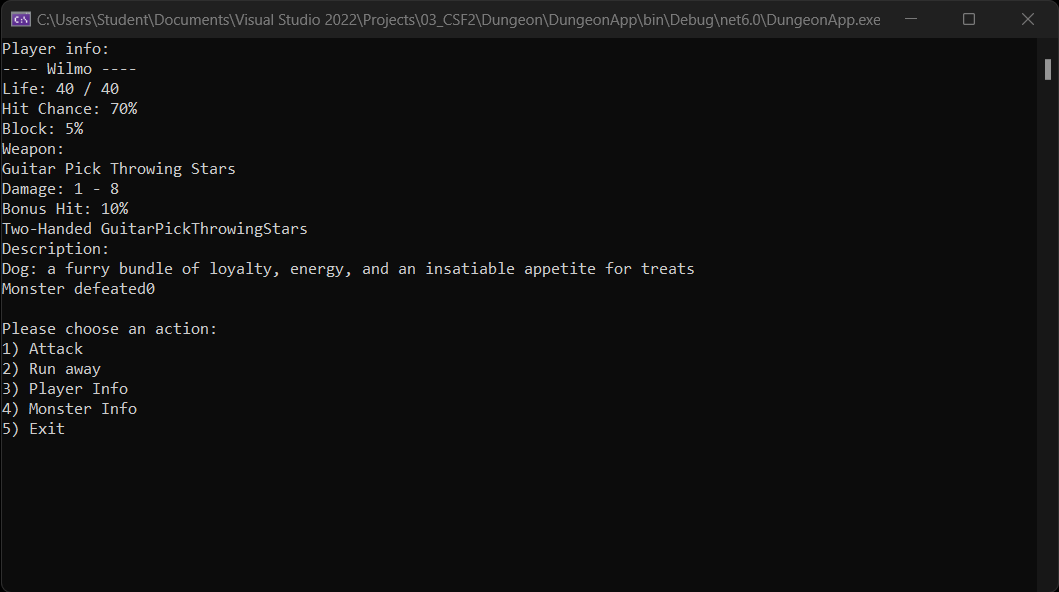 C:\Users\Student\Documents\Visual Studio 2022\Projects\03_CSF2\Dungeon\DungeonApp\bin\Debug\net6.0\DungeonApp.exe
Player info:
---- Wilmo ----
Life: 40 / 40
Hit Chance: 70%
Block: 5%
Weapon:
Guitar Pick Throwing Stars
Damage: 1 - 8
Bonus Hit: 10%
Two-Handed GuitarPickThrowingStars
Description:
Dog: a furry bundle of loyalty, energy, and an insatiable appetite for treats
Monster defeated0
Please choose an action:
1) Attack
2) Run away
3) Player Info
4) Monster Info
5) Exit